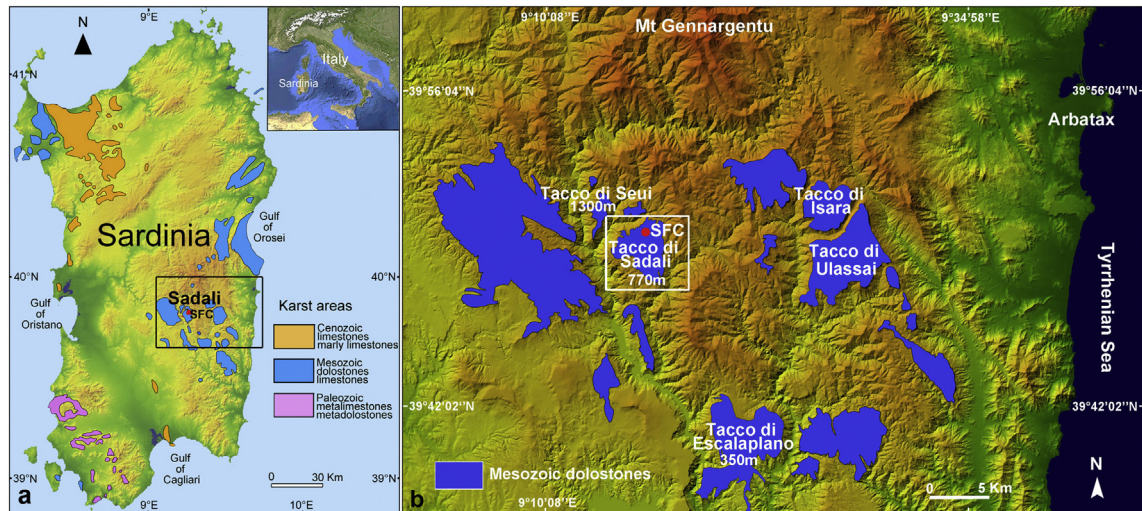 9°E
N
Italy
Sardinia
41°N
Gulf
of
Orosei
Sardinia
40°N
Sadali
SFC
Gulf
of
Oristano
Karst areas
Cenozoic
limestones
marly limestones
Mesozoic
dolostones
limestones
Paleozoic
metalimestones
metadolostones
Gulf
of
Cagliari
39°N
a
9°E
0 30 Km
9°10'08''E
Mt Gennargentu
9°34'58''E
39°56'04''N
39°56'04''N
Arbatax
Tacco di Seui
1300m
SFC
Tacco di
Sadali
770m
Tacco di
Isara
Tacco di
Ulassai
Tyrrhenian Sea
39°42'02''N
39°42'02''N
Tacco di
Escalaplano
350m
Mesozoic dolostones
N
b
9°10'08''E
0 5 Km